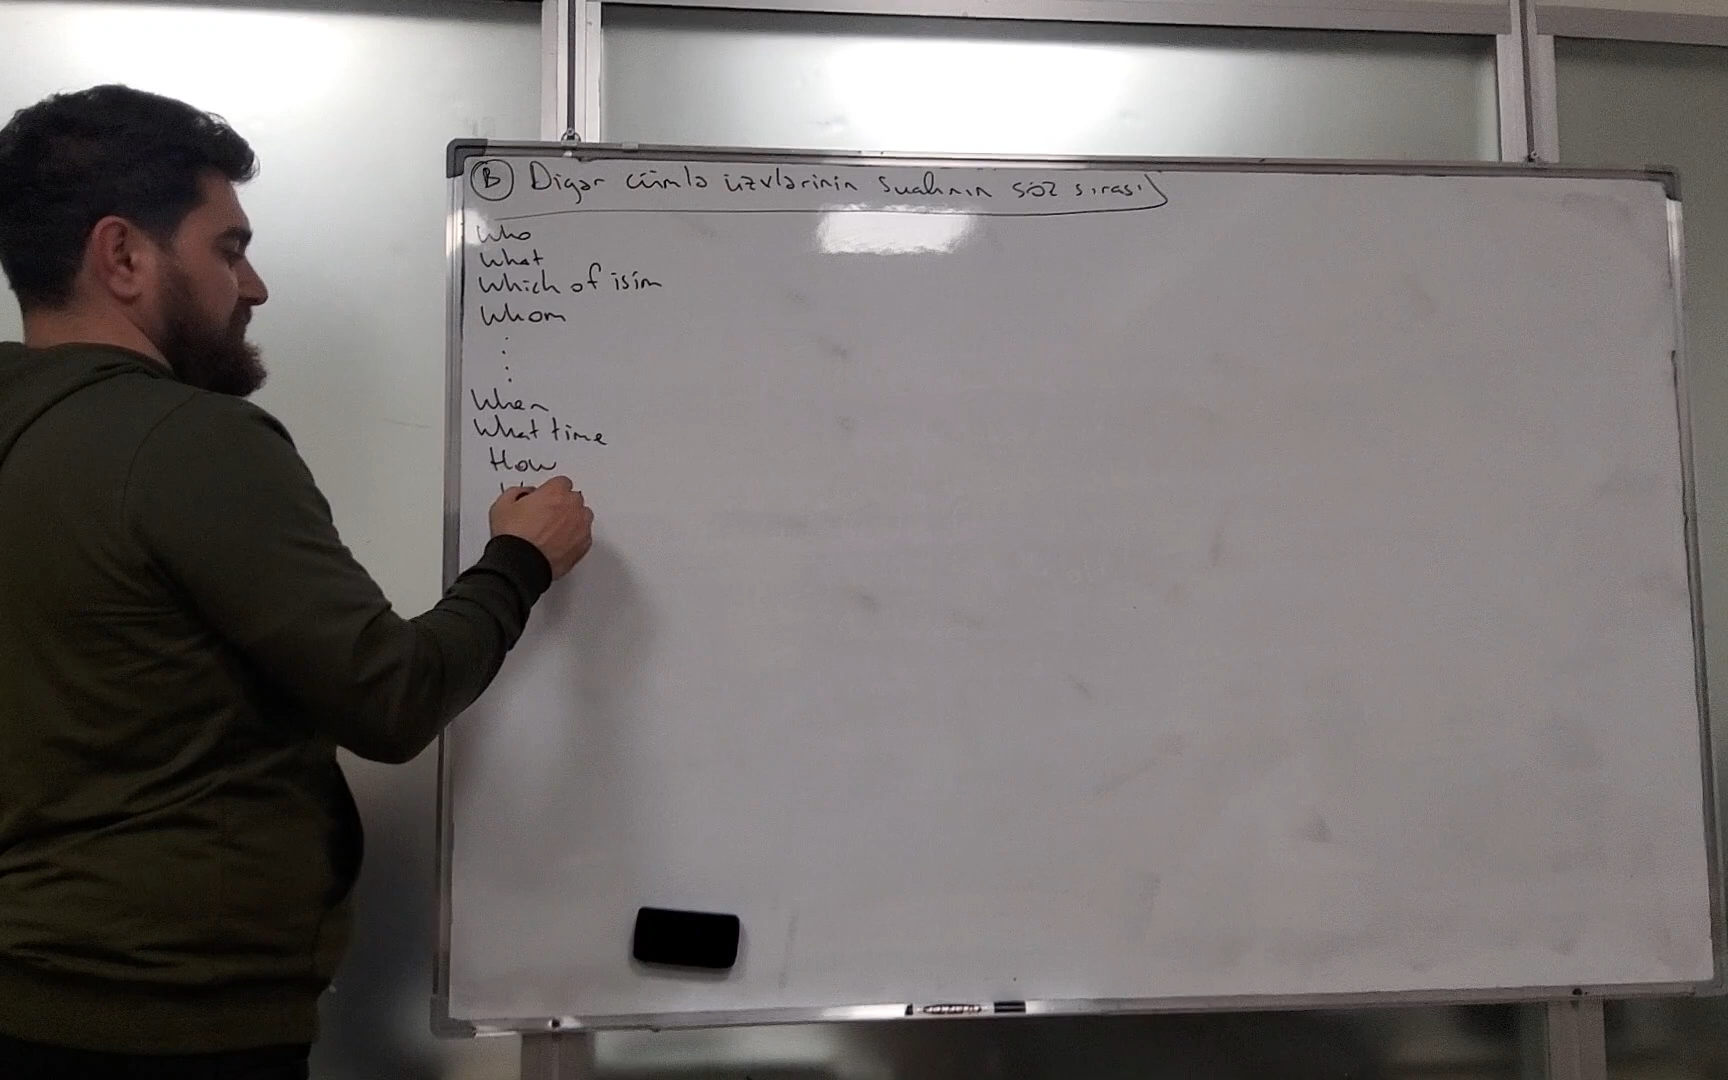 B Digər cümlə üzvlərinin sualının söz sırası
Who
What
Which of isim
Whom
:
:
When
What time
How